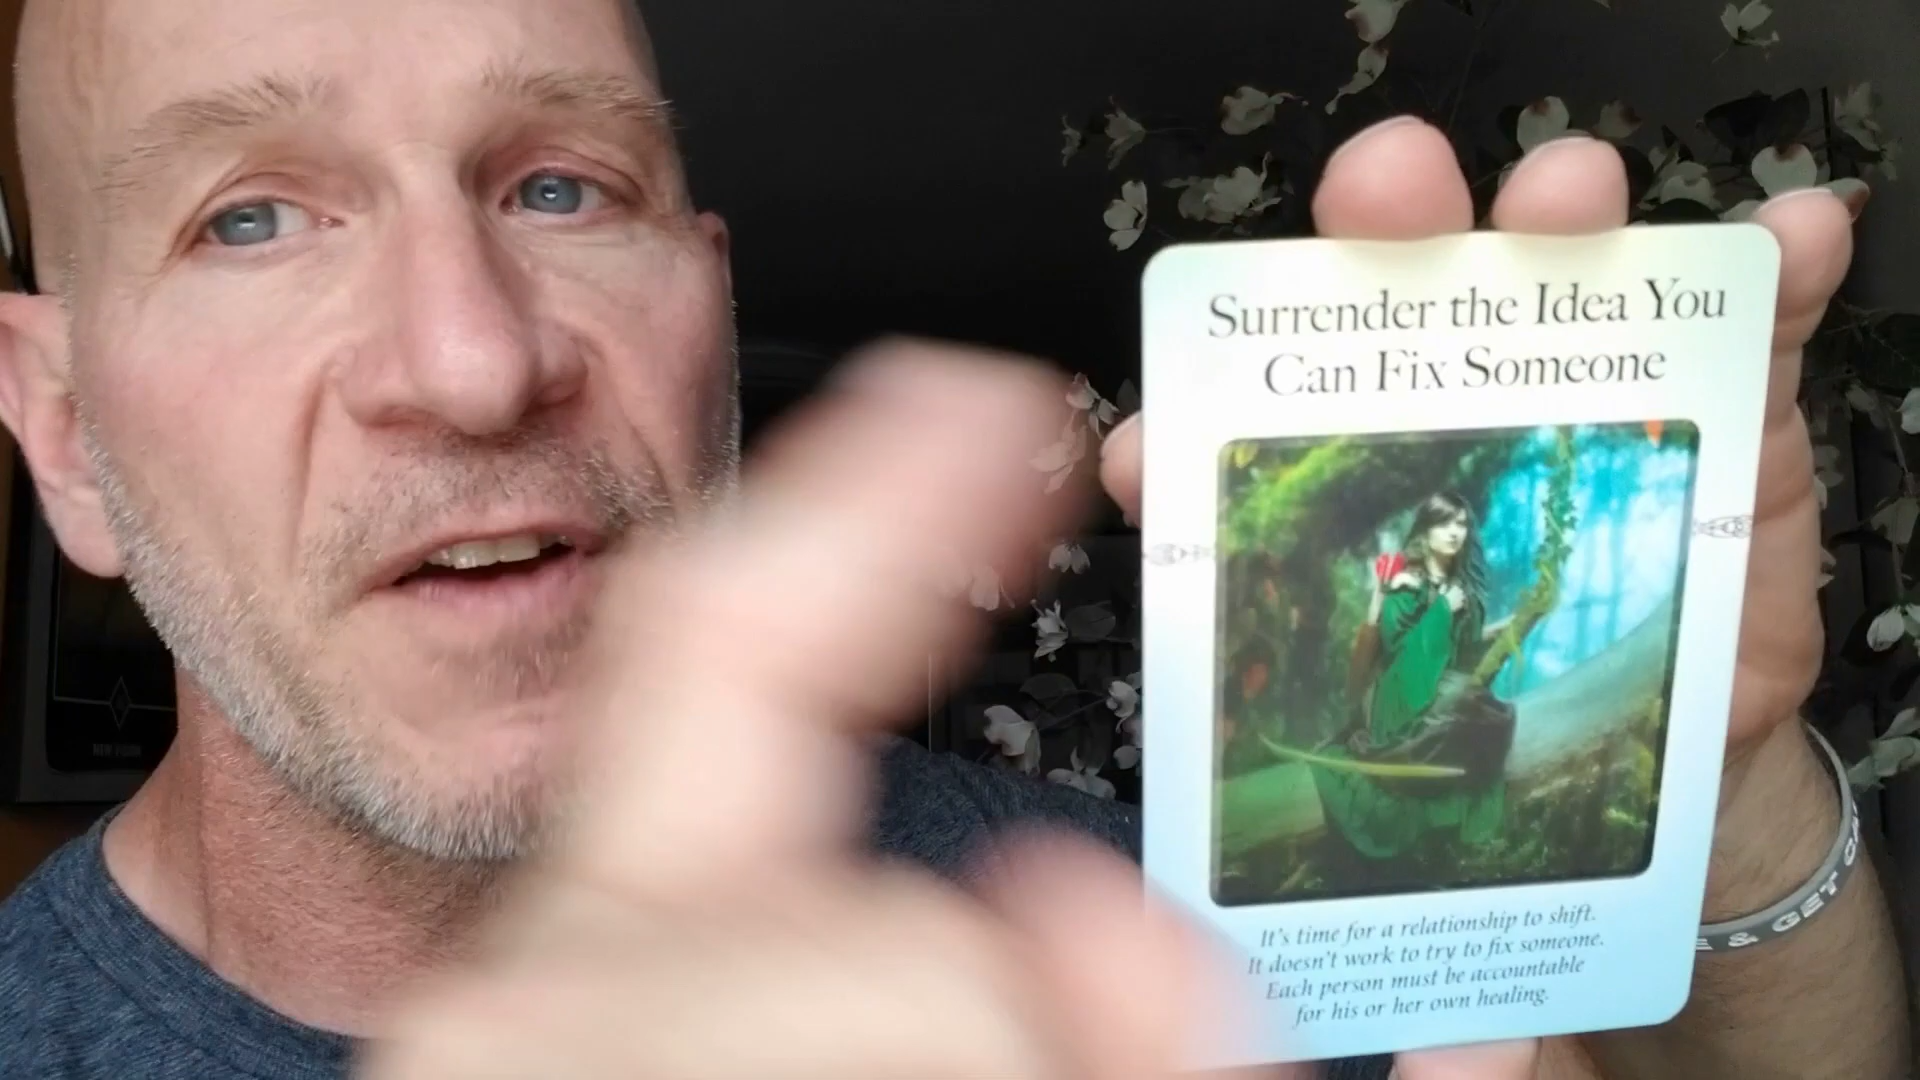 Surrender the Idea You
Can Fix Someone
It's time for a relationship to shift.
It doesn't work to try to fix someone.
Each person must be accountable
for his or her own healing.
& GET